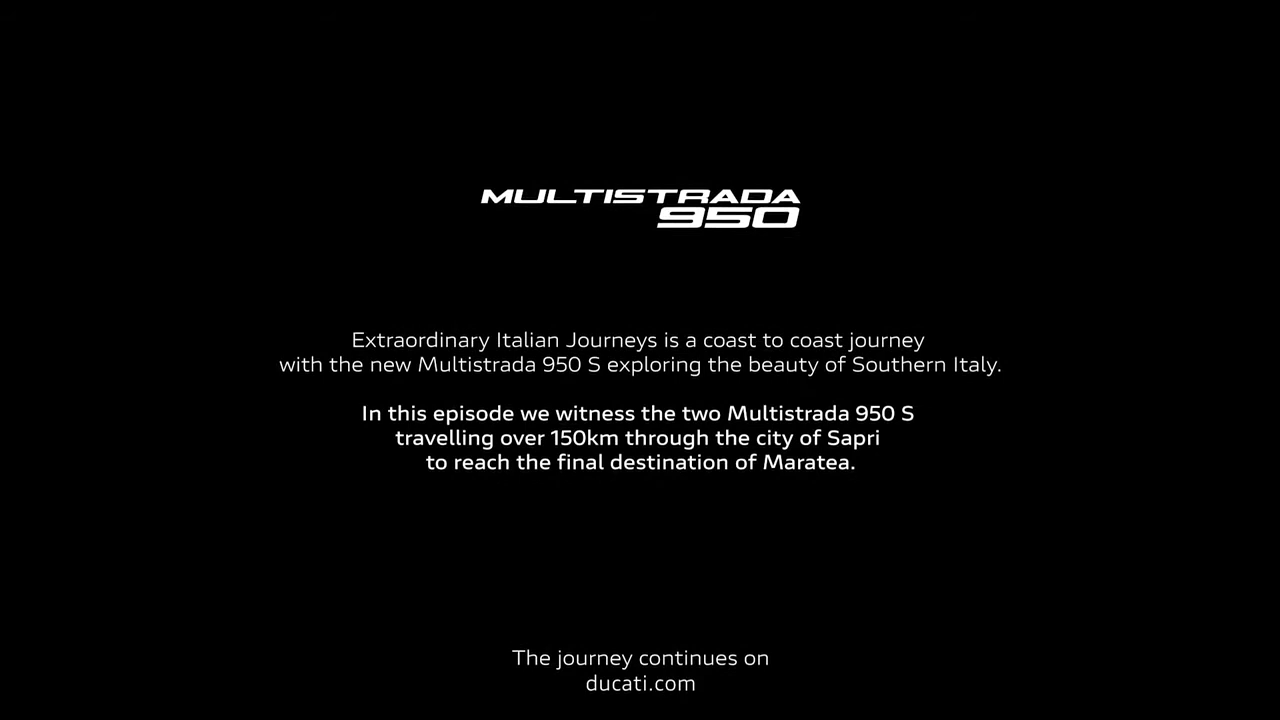 MULTISTRADA
950
Extraordinary Italian Journeys is a coast to coast journey
with the new Multistrada 950 S exploring the beauty of Southern Italy.
In this episode we witness the two Multistrada 950 S
travelling over 150km through the city of Sapri
to reach the final destination of Maratea.
The journey continues on
ducati.com